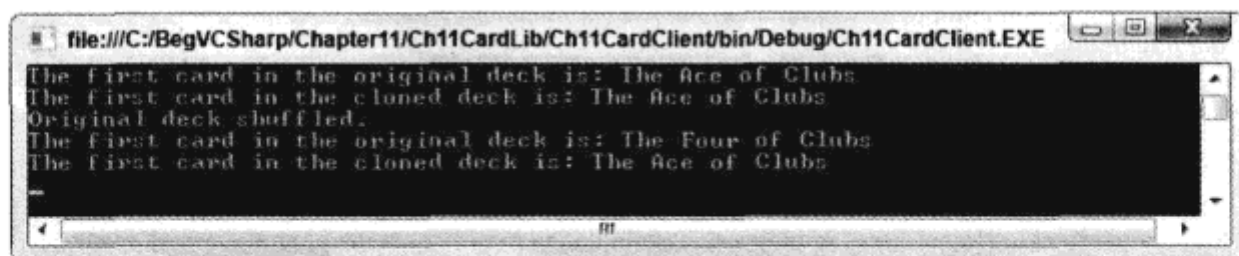 file:///C:/BegVCSharp/Chapter11/Ch11CardLib/Ch11CardClient/bin/Debug/Ch11CardClient.EXE
The first card in the original deck is: The Ace of Clubs
The first card in the cloned deck is: The Ace of Clubs
Original deck shuffled.
The first card in the original deck is: The Four of Clubs
The first card in the cloned deck is: The Ace of Clubs